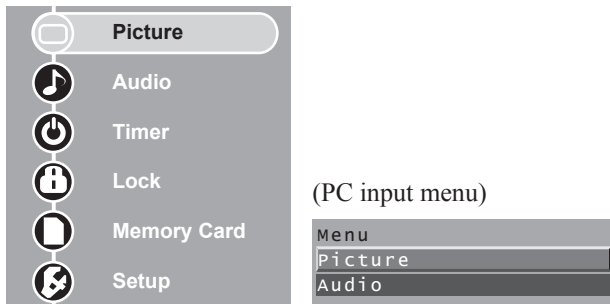 Picture
Audio
Timer
Lock
Memory Card
Setup
(PC input menu)
Menu
Picture
Audio